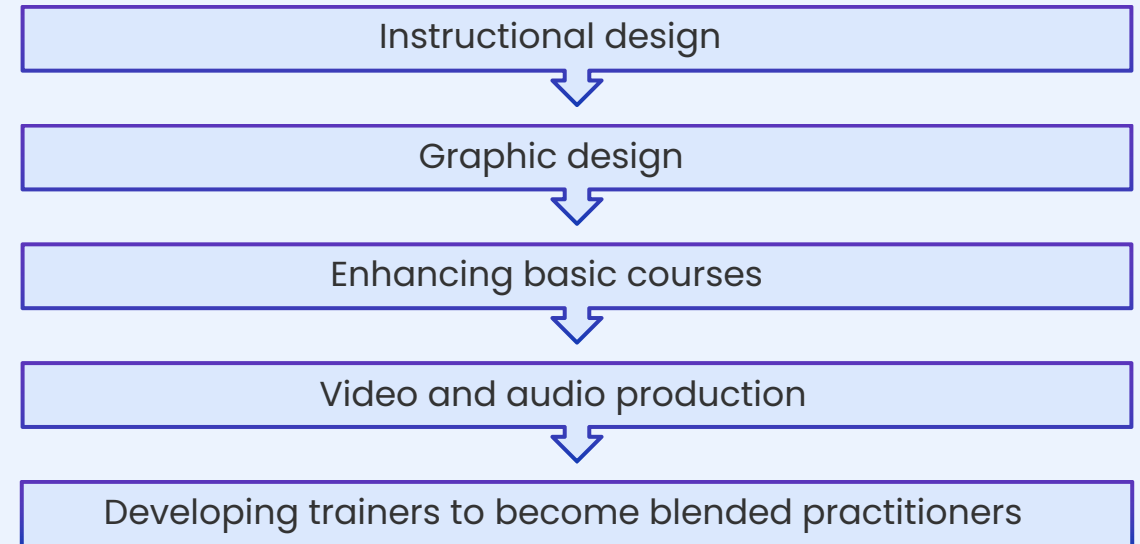 Instructional design
Graphic design
Enhancing basic courses
Video and audio production
Developing trainers to become blended practitioners